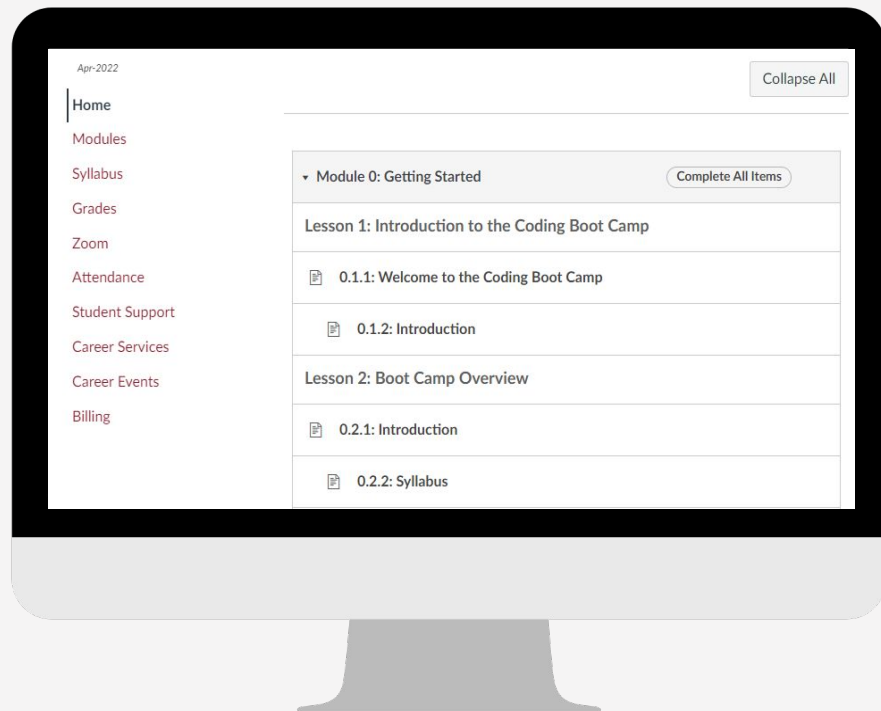 Apr-2022
Home
Modules
Syllabus
Grades
Zoom
Attendance
Student Support
Career Services
Career Events
Billing
Collapse All
Module 0: Getting Started
Complete All Items
Lesson 1: Introduction to the Coding Boot Camp
0.1.1: Welcome to the Coding Boot Camp
0.1.2: Introduction
Lesson 2: Boot Camp Overview
0.2.1: Introduction
0.2.2: Syllabus